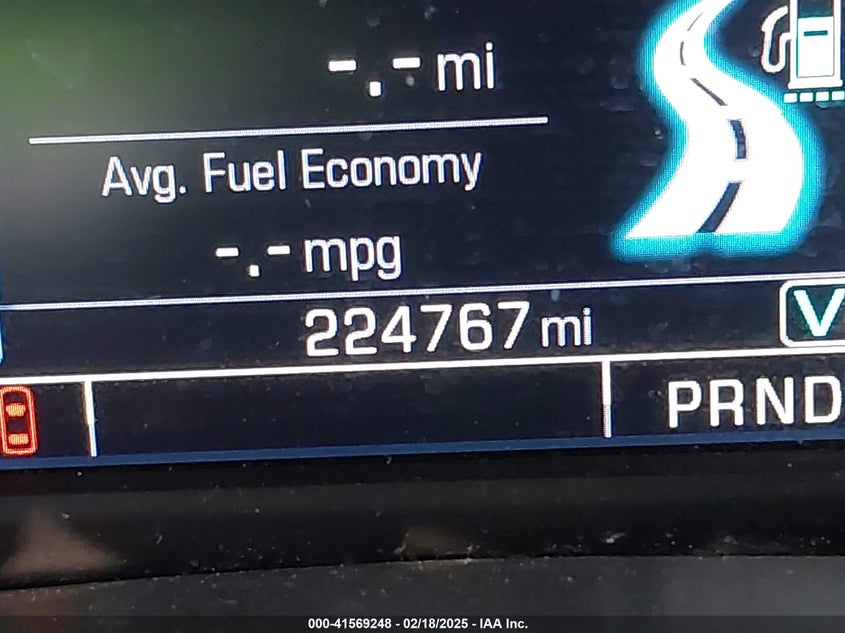 -.- mi
Avg. Fuel Economy
-.- mpg
224767 mi
V
PRND
000-41569248 - 02/18/2025 - IAA Inc.